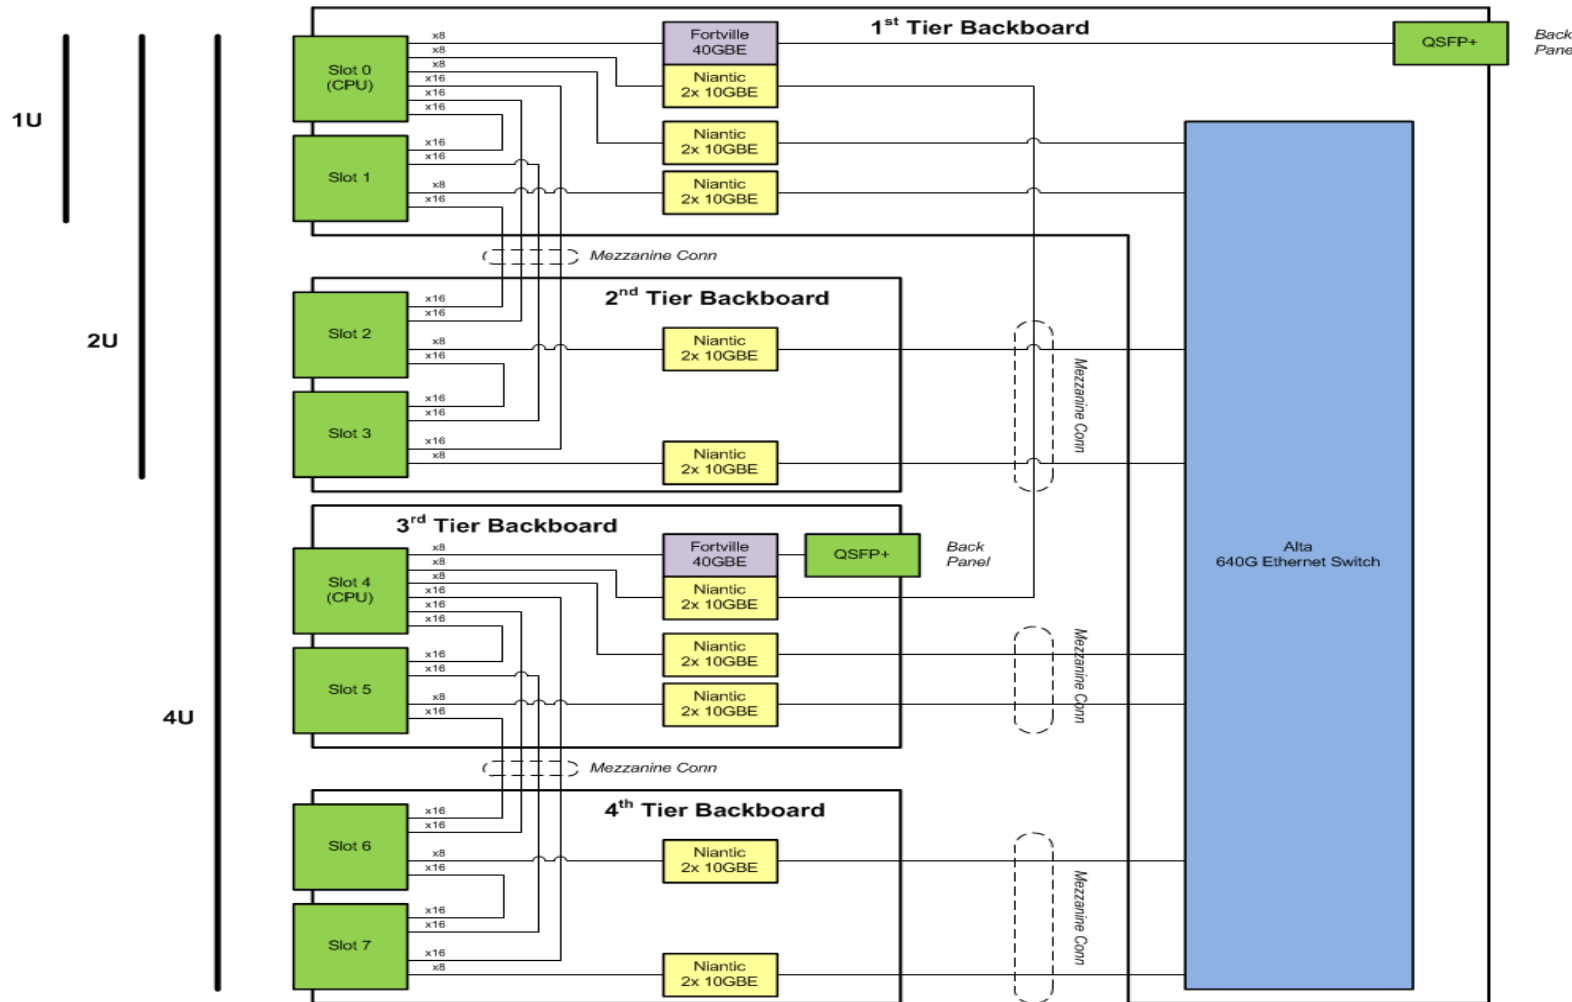 1st Tier Backboard
Fortville
40GBE
QSFP+
Back
Panel
Slot 0
(CPU)
x8
x8
x8
x16
x16
x16
Niantic
2x 10GBE
1U
Niantic
2x 10GBE
Slot 1
x16
x16
x8
x16
Niantic
2x 10GBE
Mezzanine Conn
2nd Tier Backboard
Slot 2
x16
x16
x8
x16
Niantic
2x 10GBE
2U
Mezzanine Conn
Slot 3
x16
x16
x16
x8
Niantic
2x 10GBE
3rd Tier Backboard
Fortville
40GBE
QSFP+
Back
Panel
Alta
640G Ethernet Switch
Slot 4
(CPU)
x8
x8
x8
x16
x16
x16
Niantic
2x 10GBE
Niantic
2x 10GBE
Mezzanine Conn
Slot 5
x16
x16
x8
x16
Niantic
2x 10GBE
4U
Mezzanine Conn
4th Tier Backboard
Slot 6
x16
x16
x8
x16
Niantic
2x 10GBE
Mezzanine Conn
Slot 7
x16
x16
x16
x8
Niantic
2x 10GBE